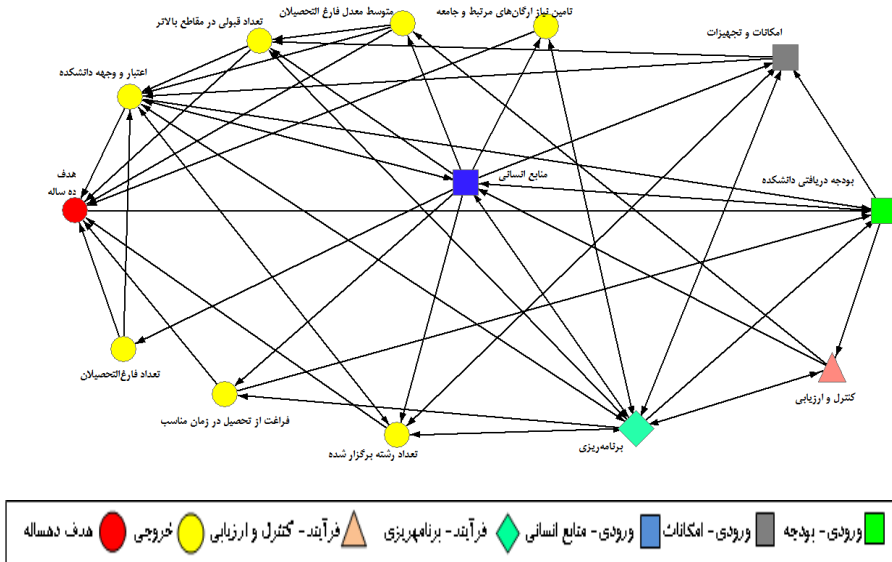 تامین نیاز ارگان‌های مرتبط و جامعه
متوسط معدل فارغ التحصیلان
تعداد قبولی در مقاطع بالاتر
امکانات و تجهیزات
اعتبار و وجهه دانشکده
هدف
ده ساله
منابع انسانی
بودجه دریافتی دانشکده
تعداد فارغ‌التحصیلان
کنترل و ارزیابی
فراغت از تحصیل در زمان مناسب
برنامه‌ریزی
تعداد رشته برگزار شده
ورودی- بودجه ورودی- امکانات ورودی- منابع انسانی فرآیند- برنامهریزی فرآیند- کنترل و ارزیابی خروجی هدف دهساله